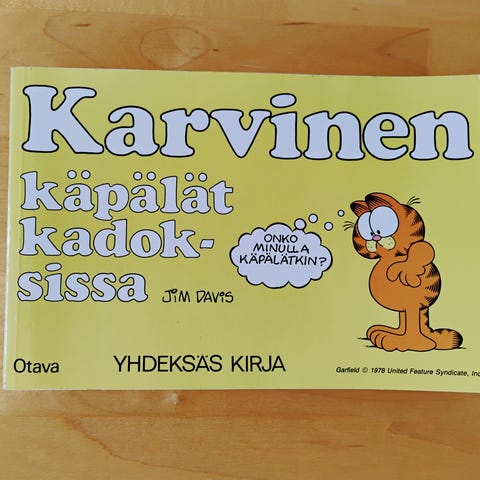 Karvinen
käpälät
kadok-
sissa
JIM DAVIS
ONKO
MINULLA
KÄPÄLÄTKIN?
Otava
YHDEKSÄS KIRJA
Garfield © 1978 United Feature Syndicate, Inc